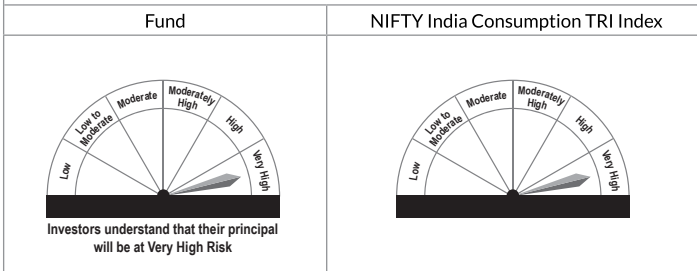 Fund
NIFTY India Consumption TRI Index
Low
Low to
Moderate
Moderate
Moderately
High
High
Very High
Investors understand that their principal
will be at Very High Risk
Low
Low to
Moderate
Moderate
Moderately
High
High
Very High